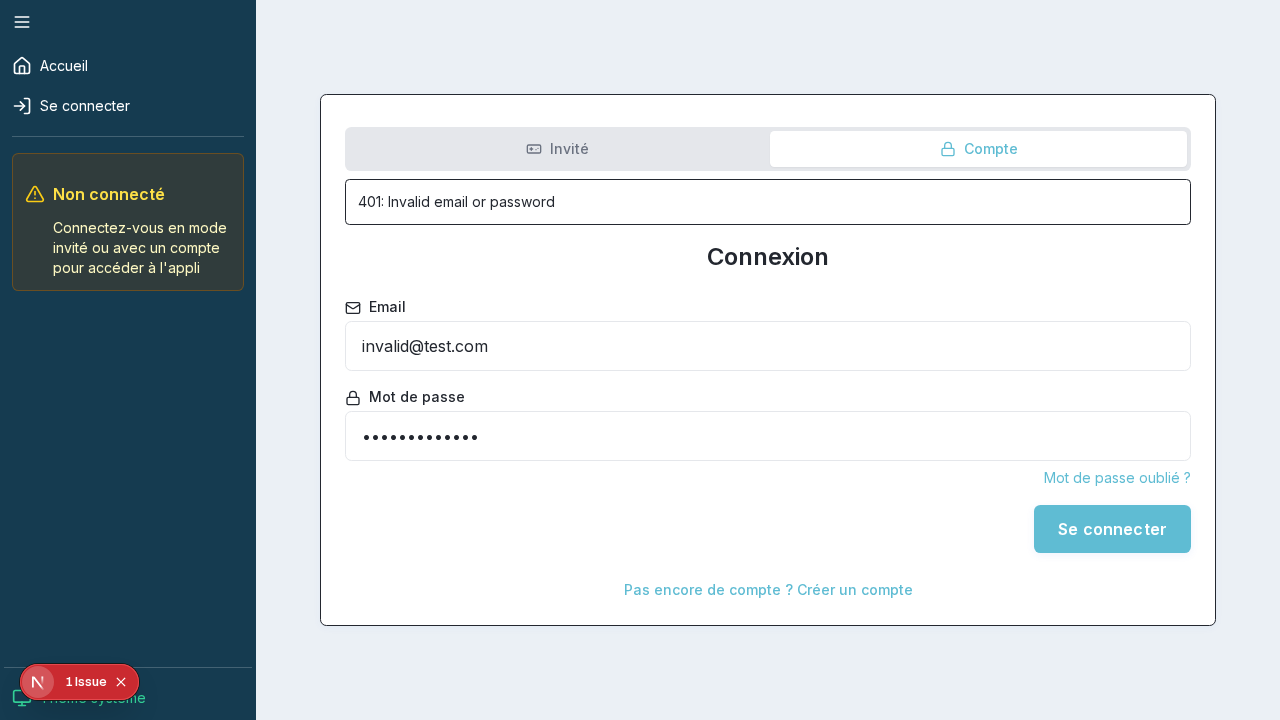 Accueil
Se connecter
Non connecté
Connectez-vous en mode
invité ou avec un compte
pour accéder à l'appli
1 Issue
Invité
Compte
401: Invalid email or password
Connexion
Email
invalid@test.com
Mot de passe
•••••••••••••
Mot de passe oublié ?
Se connecter
Pas encore de compte ? Créer un compte